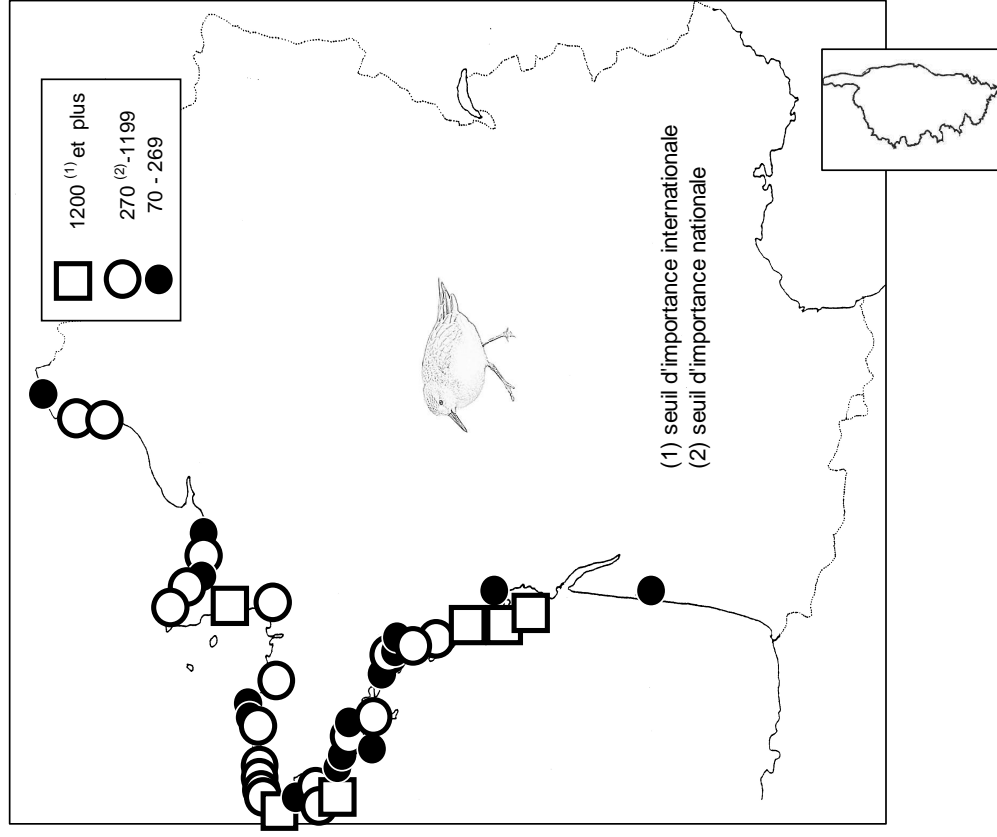 1200 (1) et plus
270 (2)-1199
70 - 269
(1) seuil d'importance internationale
(2) seuil d'importance nationale